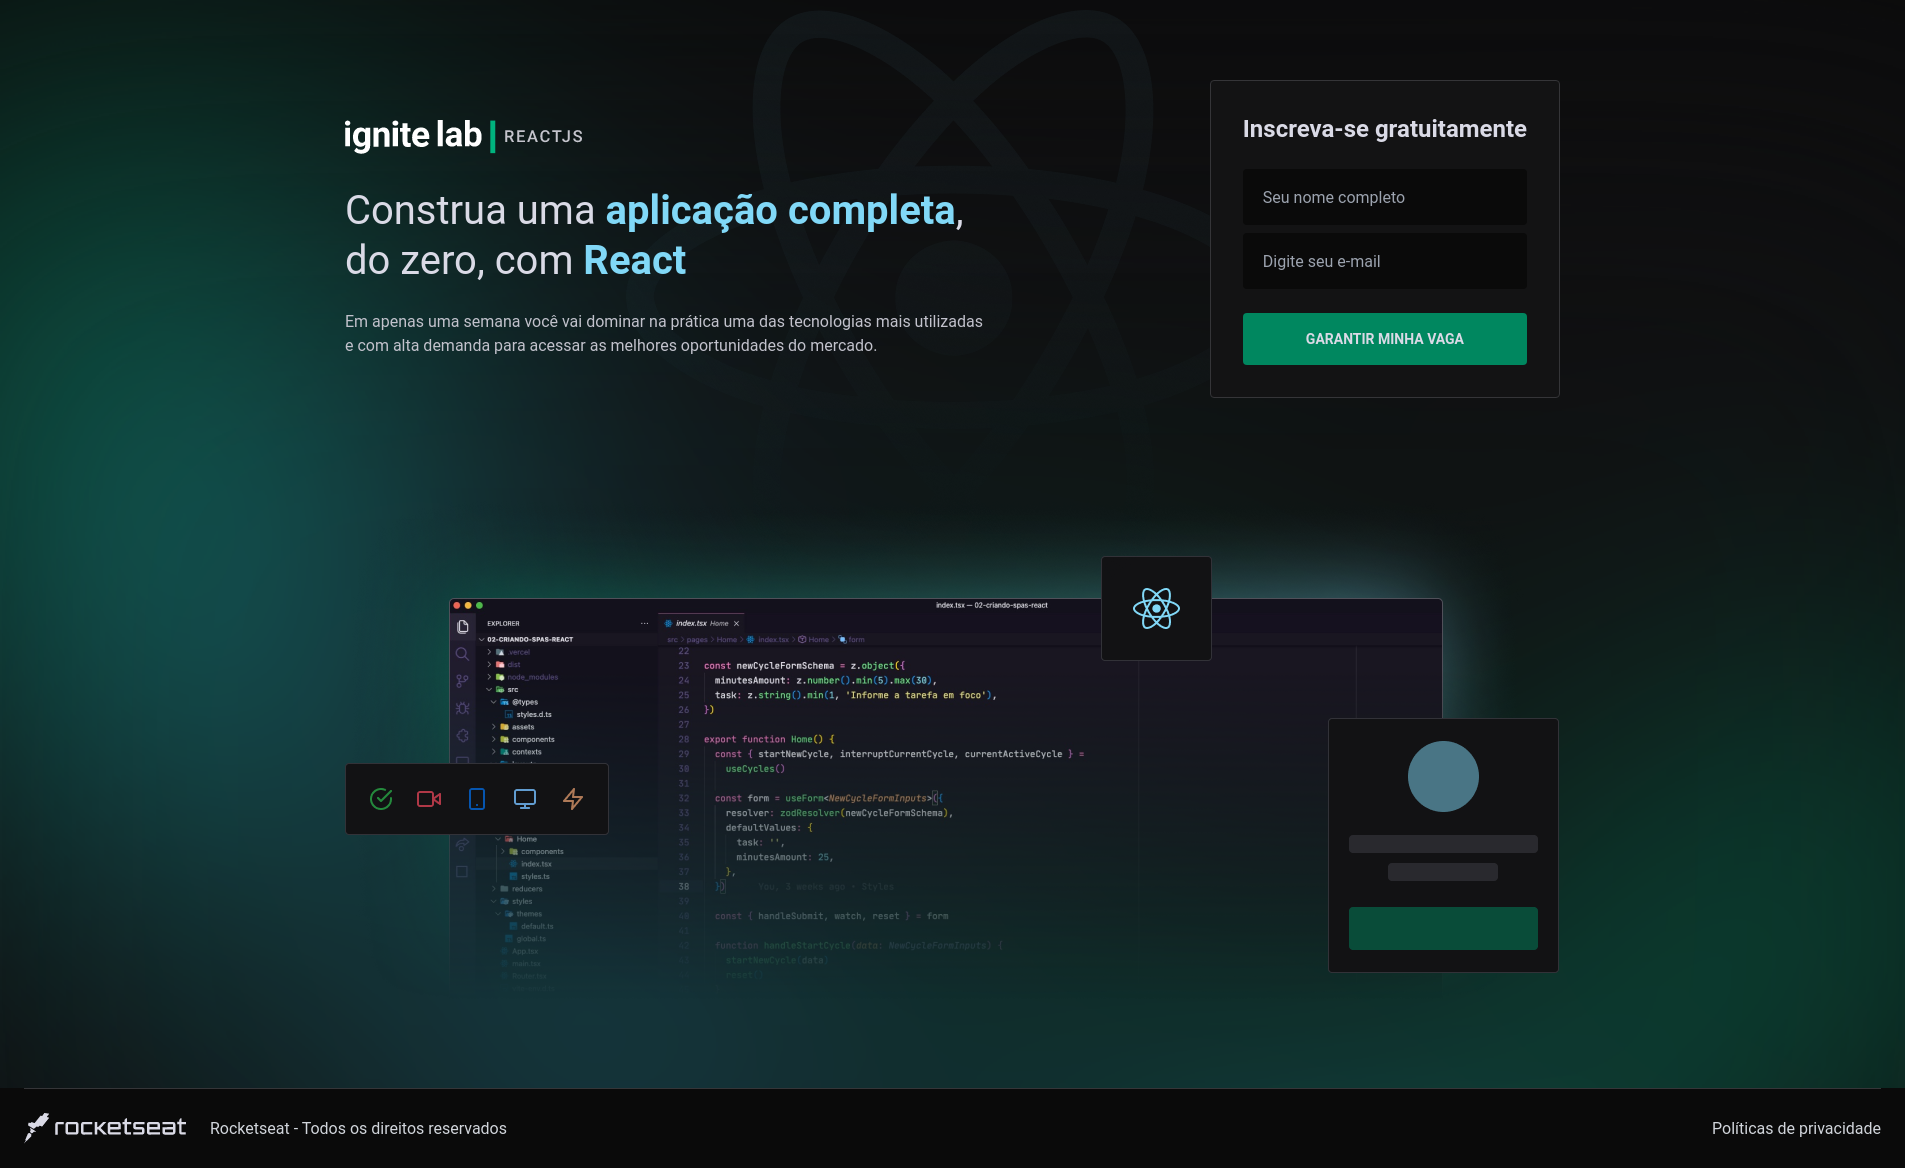 ignite lab | REACTJS
Construa uma aplicação completa,
do zero, com React
Em apenas uma semana você vai dominar na prática uma das tecnologias mais utilizadas
e com alta demanda para acessar as melhores oportunidades do mercado.
Inscreva-se gratuitamente
Seu nome completo
Digite seu e-mail
GARANTIR MINHA VAGA
index.tsx — 02-criando-spas-react
EXPLORER
02-CRIANDO-SPAS-REACT
.vercel
dist
node_modules
src
@types
styles.d.ts
assets
components
contexts
Home
components
index.tsx
styles.ts
reducers
styles
themes
default.ts
global.ts
App.tsx
main.tsx
index.tsx Home
src > pages > Home > index.tsx > Home > form
22
23 const newCycleFormSchema = z.object({
24 minutesAmount: z.number().min(5).max(30),
25 task: z.string().min(1, 'Informe a tarefa em foco'),
26 })
27
28 export function Home() {
29 const { startNewCycle, interruptCurrentCycle, currentActiveCycle } =
30 useCycles()
31
32 const form = useForm<NewCycleFormInputs>({
33 resolver: zodResolver(newCycleFormSchema),
34 defaultValues: {
35 task: '',
36 minutesAmount: 25,
37 },
38 }) You, 3 weeks ago • Styles
39
40 const { handleSubmit, watch, reset } = form
41
function handleStartCycle(data: NewCycleFormInputs) {
startNewCycle(data)
rocketseat
Rocketseat - Todos os direitos reservados
Políticas de privacidade